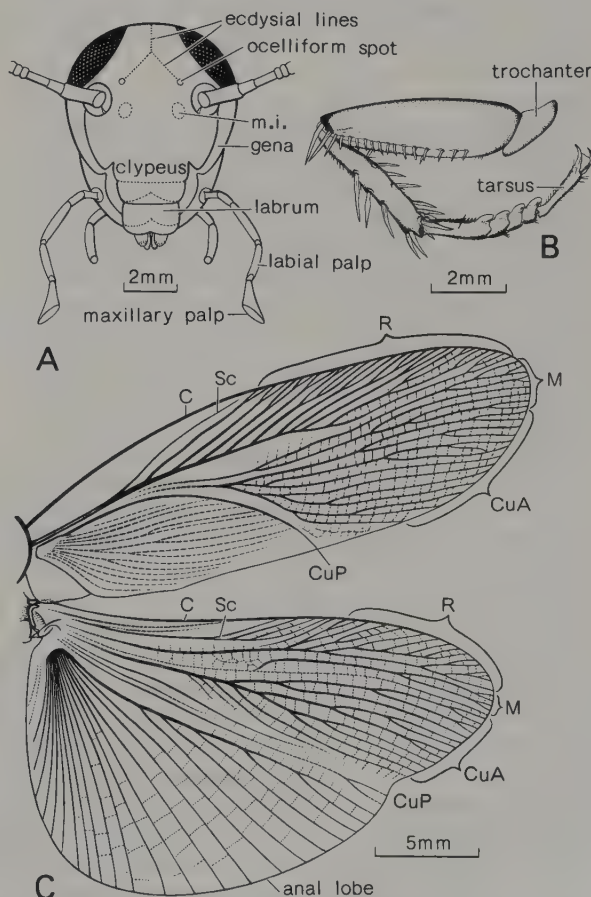 ecdysial lines
ocelliform spot
m.i.
gena
clypeus
labrum
2mm
labial palp
maxillary palp
A
trochanter
tarsus
B
2mm
R
C
Sc
M
CuA
CuP
C
Sc
R
M
CuA
CuP
5mm
C
anal lobe